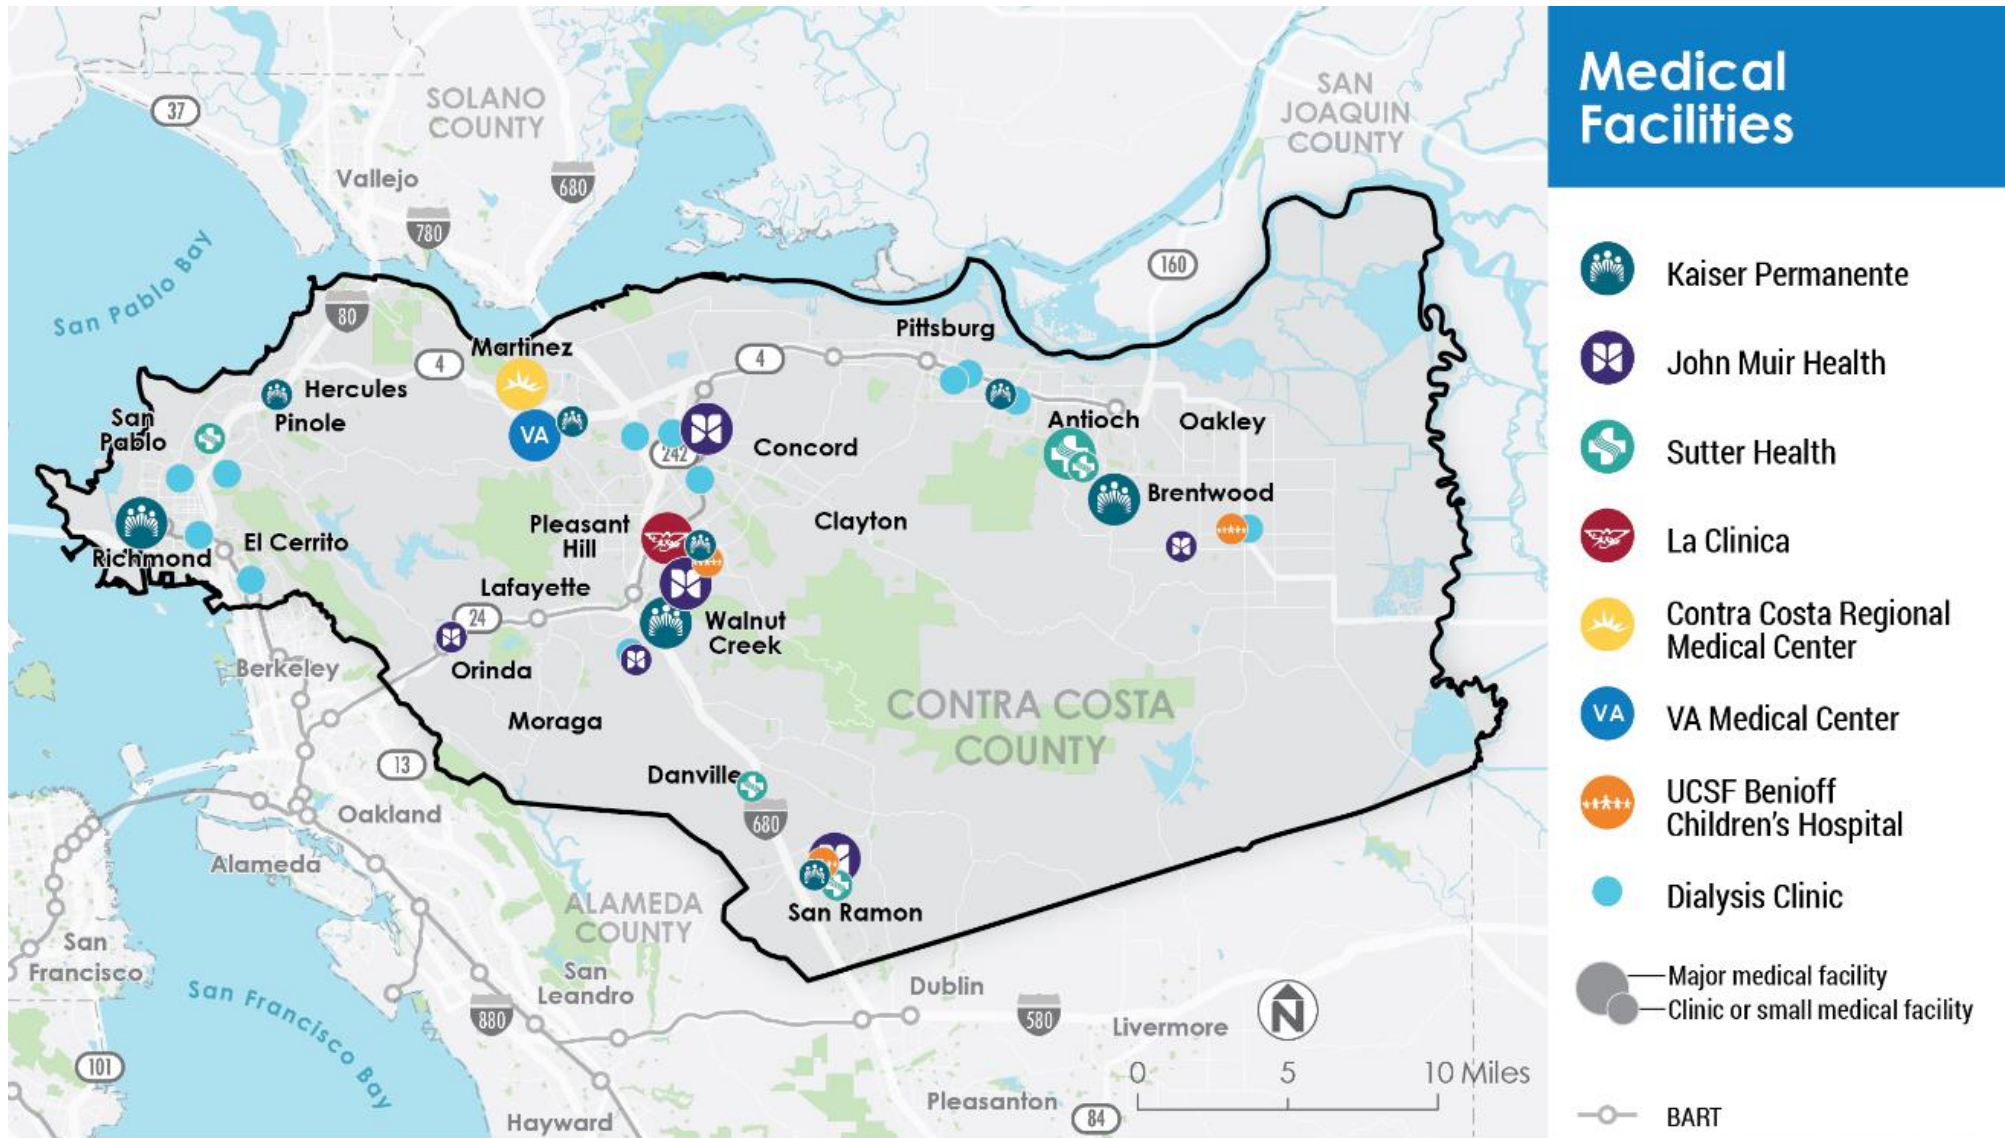 37
SOLANO
COUNTY
Vallejo
680
780
SAN
JOAQUIN
COUNTY
160
San Pablo Bay
80
Martinez
4
4
Pittsburg
Hercules
Pinole
San
Pablo
VA
242
Concord
Antioch
Oakley
Brentwood
Richmond
El Cerrito
Pleasant
Hill
Clayton
Lafayette
24
Walnut
Creek
Orinda
Berkeley
Moraga
CONTRA COSTA
COUNTY
13
Danville
680
Oakland
Alameda
ALAMEDA
COUNTY
San Ramon
San
Francisco
San Francisco Bay
San
Leandro
880
Dublin
580
Livermore
N
101
Hayward
Pleasanton
84
0 5 10 Miles
Medical
Facilities
Kaiser Permanente
John Muir Health
Sutter Health
La Clinica
Contra Costa Regional
Medical Center
VA
VA Medical Center
UCSF Benioff
Children's Hospital
Dialysis Clinic
Major medical facility
Clinic or small medical facility
BART